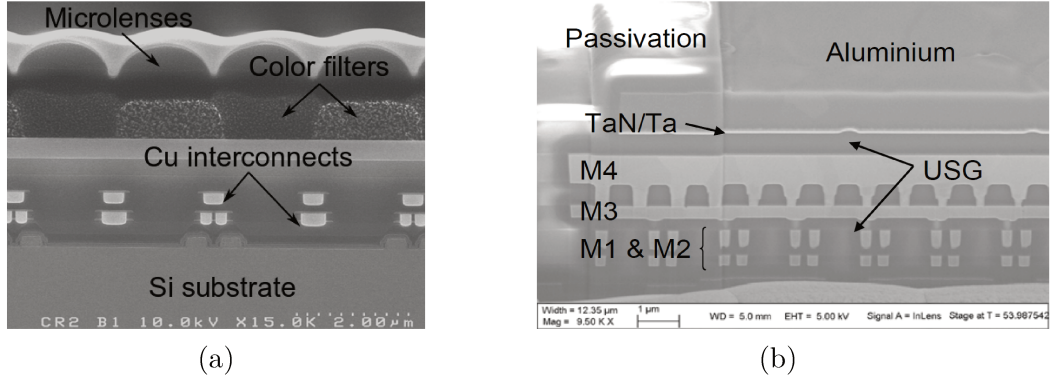 Microlenses
Color filters
Cu interconnects
Si substrate
CR2 B1 10.0kV X15.0K 2.00µm
(a)
Passivation
Aluminium
TaN/Ta
M4
USG
M3
M1 & M2
Width = 12.35 µm
Mag = 9.50 K X
1 µm
WD = 5.0 mm
EHT = 5.00 kV
Signal A = InLens
Stage at T = 53.987542
(b)